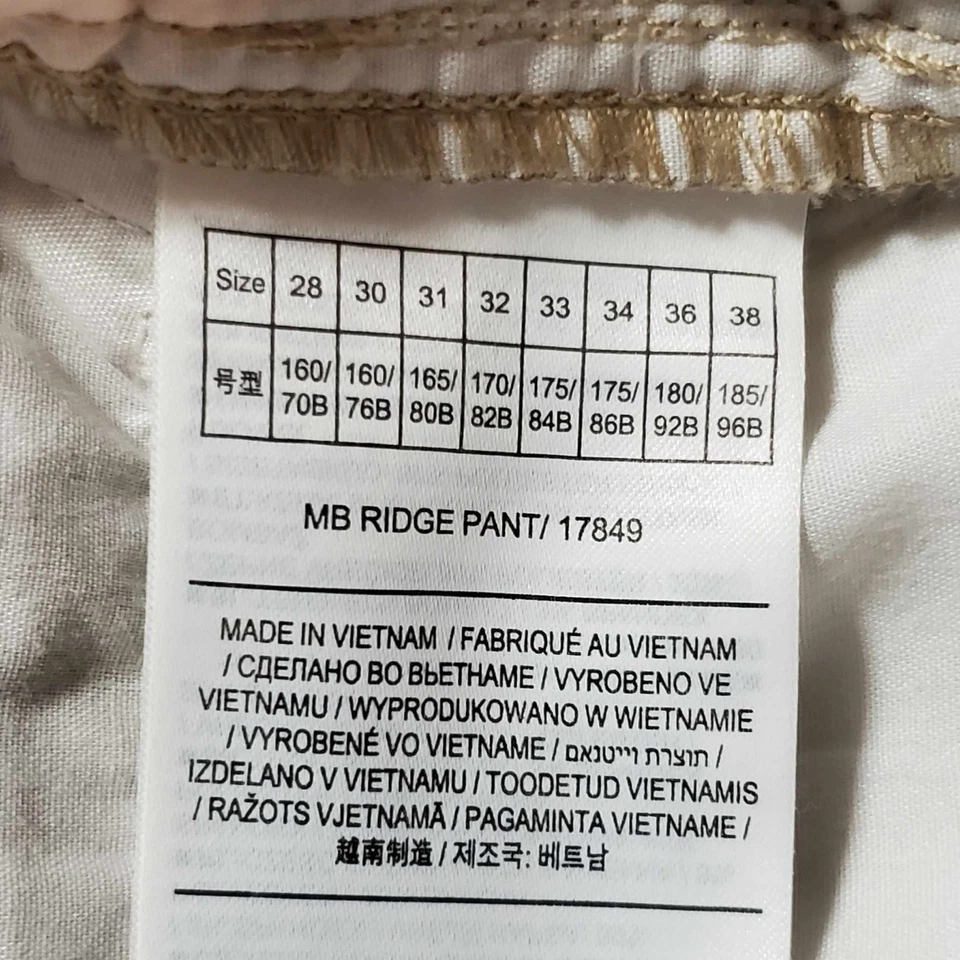 Size 28 30 31 32 33 34 36 38
号型 160/ 160/ 165/ 170/ 175/ 175/ 180/ 185/
70B 76B 80B 82B 84B 86B 92B 96B
MB RIDGE PANT/ 17849
MADE IN VIETNAM / FABRIQUÉ AU VIETNAM
/ СДЕЛАНО ВО ВЬЕТНАМЕ / VYROBENO VE
VIETNAMU / WYPRODUKOWANO W WIETNAMIE
/ VYROBENÉ VO VIETNAME / תוצרת וייטנאם /
IZDELANO V VIETNAMU / TOODETUD VIETNAMIS
/ RAŽOTS VJETNAMĀ / PAGAMINTA VIETNAME /
越南制造 / 제조국: 베트남